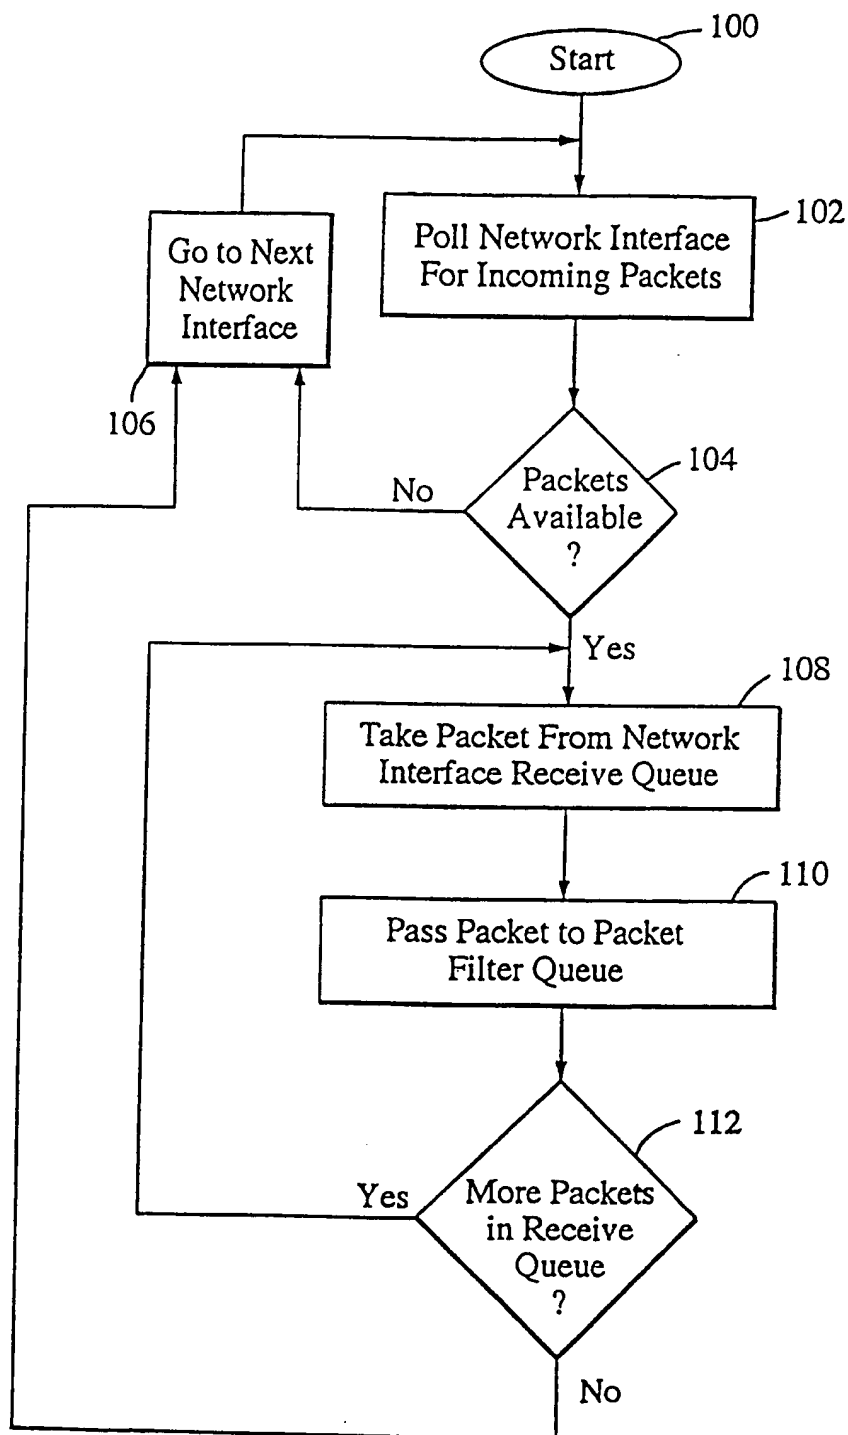 100
Start
102
Poll Network Interface
For Incoming Packets
Go to Next
Network
Interface
106
104
Packets
Available
?
No
Yes
108
Take Packet From Network
Interface Receive Queue
110
Pass Packet to Packet
Filter Queue
112
More Packets
in Receive
Queue
?
Yes
No